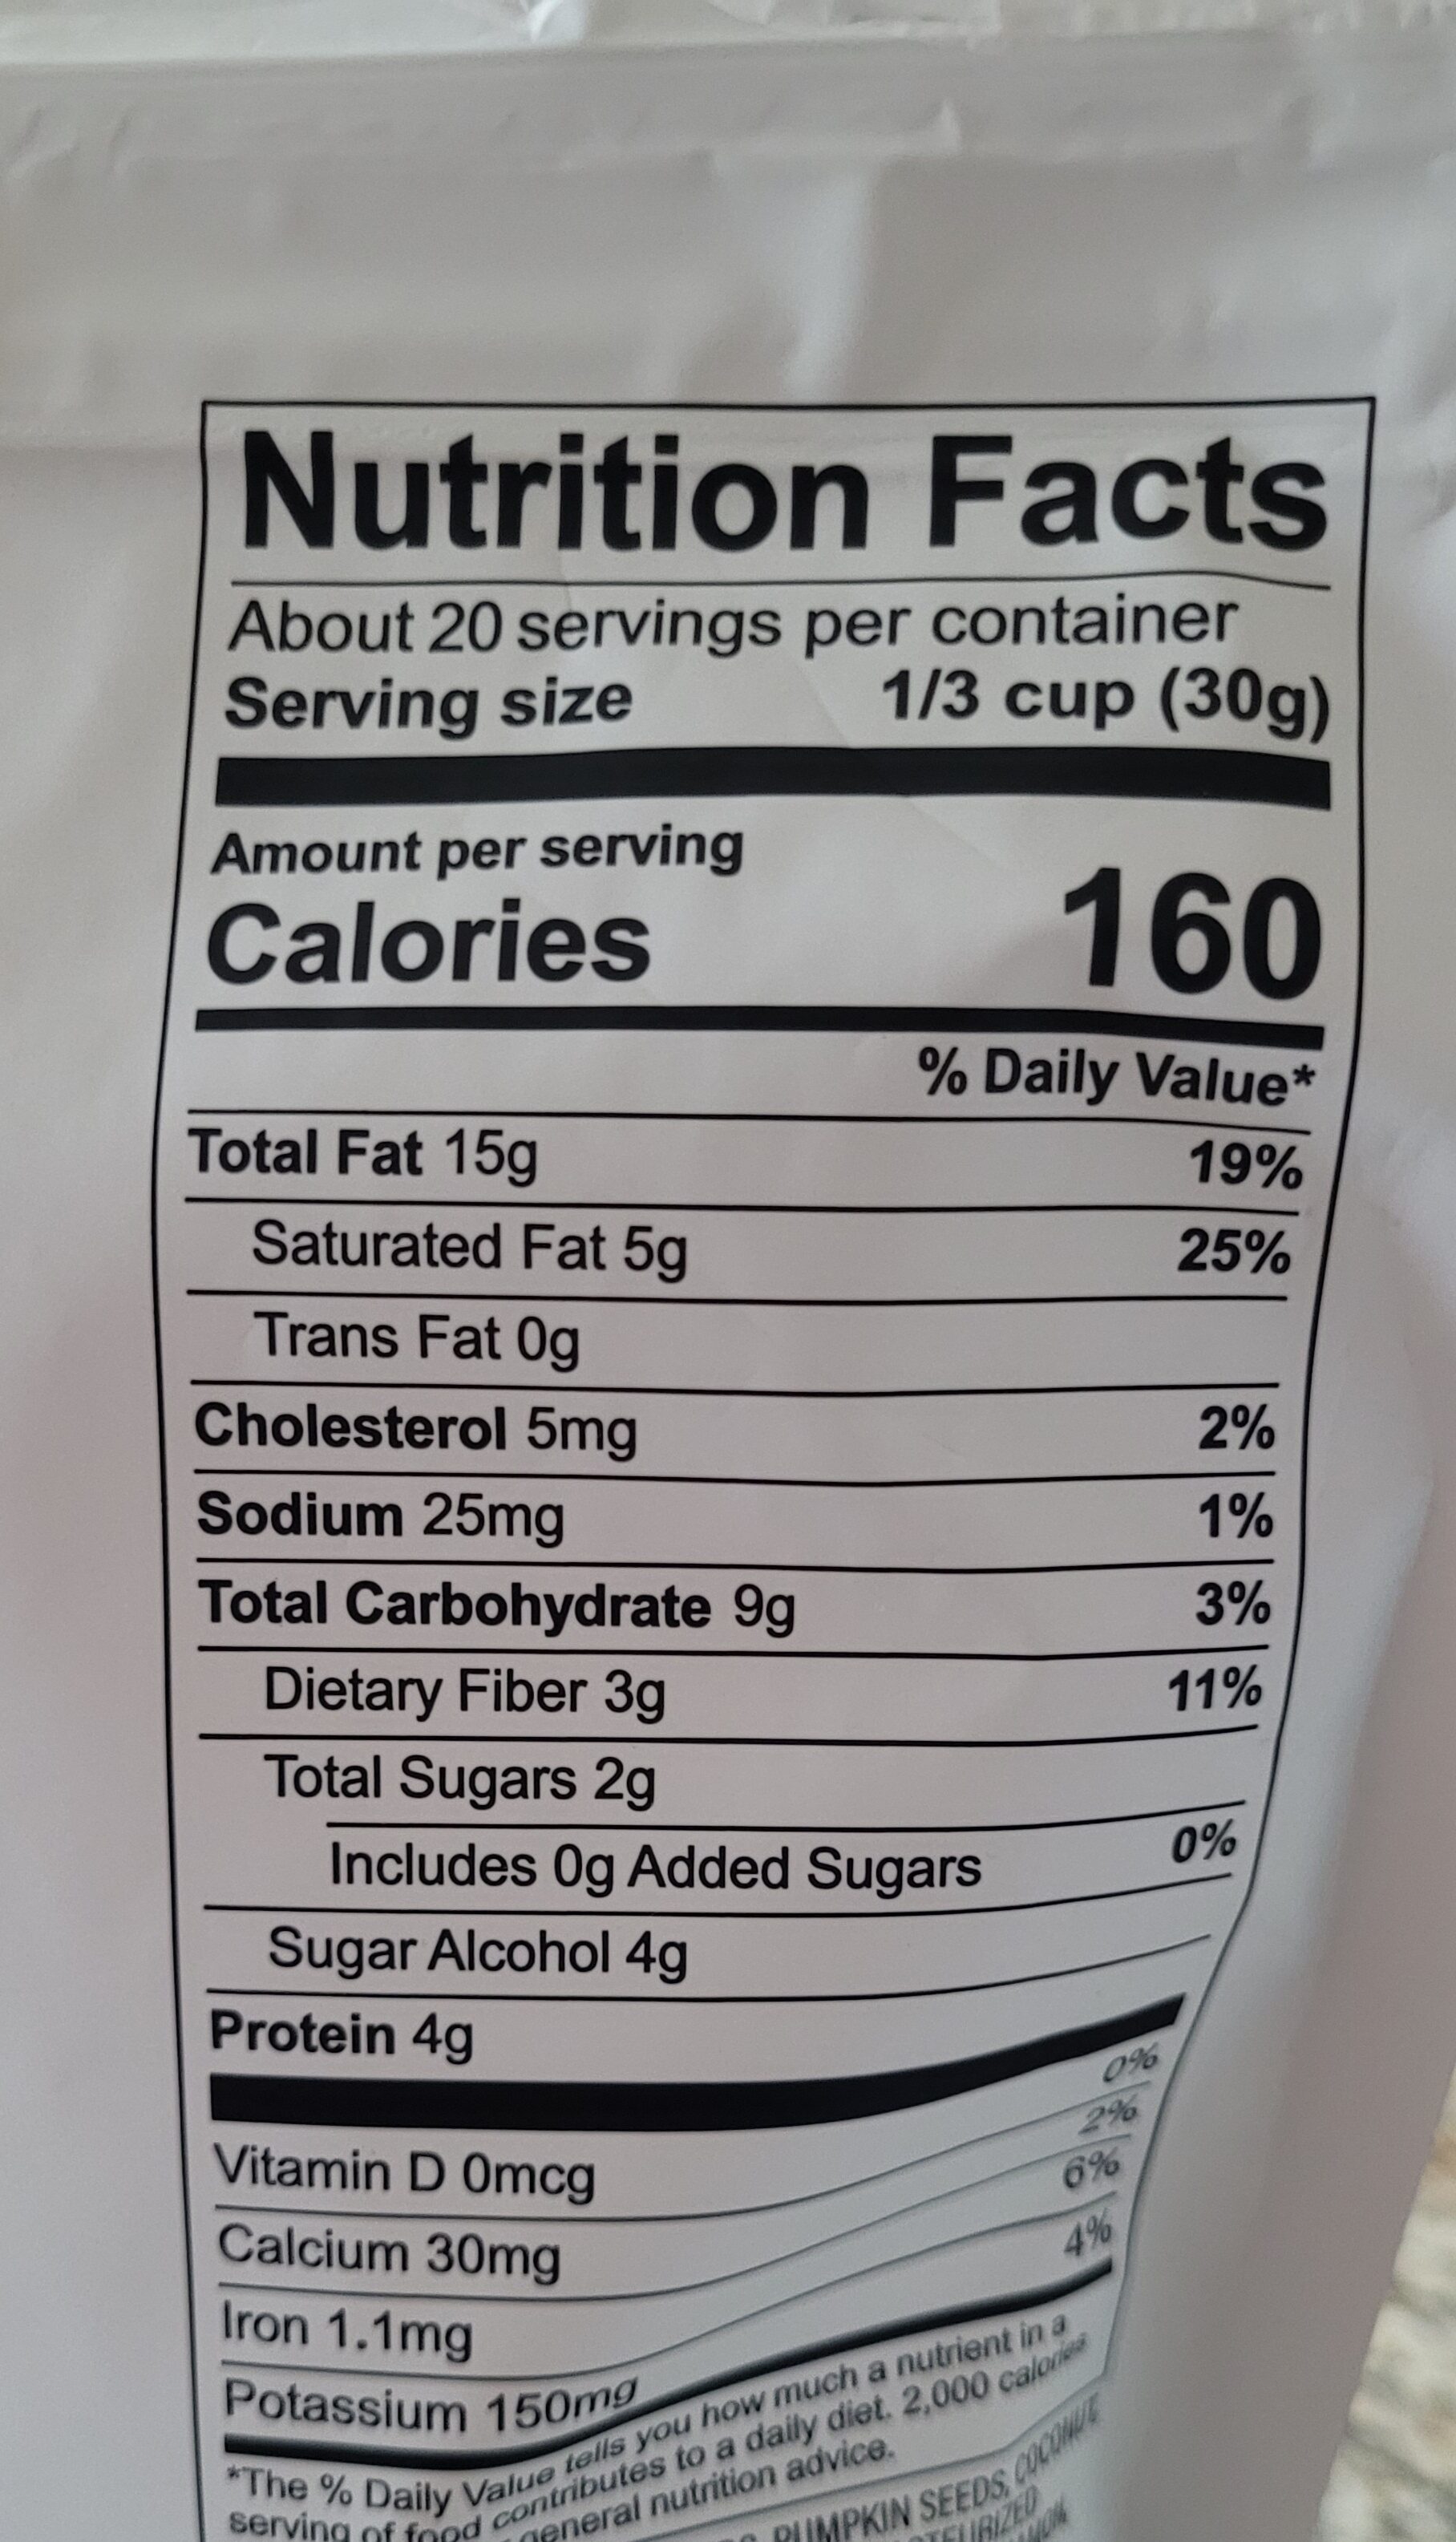 Nutrition Facts
About 20 servings per container
Serving size 1/3 cup (30g)
Amount per serving
Calories 160
% Daily Value*
Total Fat 15g 19%
Saturated Fat 5g 25%
Trans Fat 0g
Cholesterol 5mg 2%
Sodium 25mg 1%
Total Carbohydrate 9g 3%
Dietary Fiber 3g 11%
Total Sugars 2g
Includes 0g Added Sugars 0%
Sugar Alcohol 4g
Protein 4g
Vitamin D 0mcg 0%
Calcium 30mg 2%
Iron 1.1mg 6%
Potassium 150mg 4%
*The % Daily Value tells you how much a nutrient in a
serving of food contributes to a daily diet. 2,000 calories
general nutrition advice.
PUMPKIN SEEDS, COCONUT